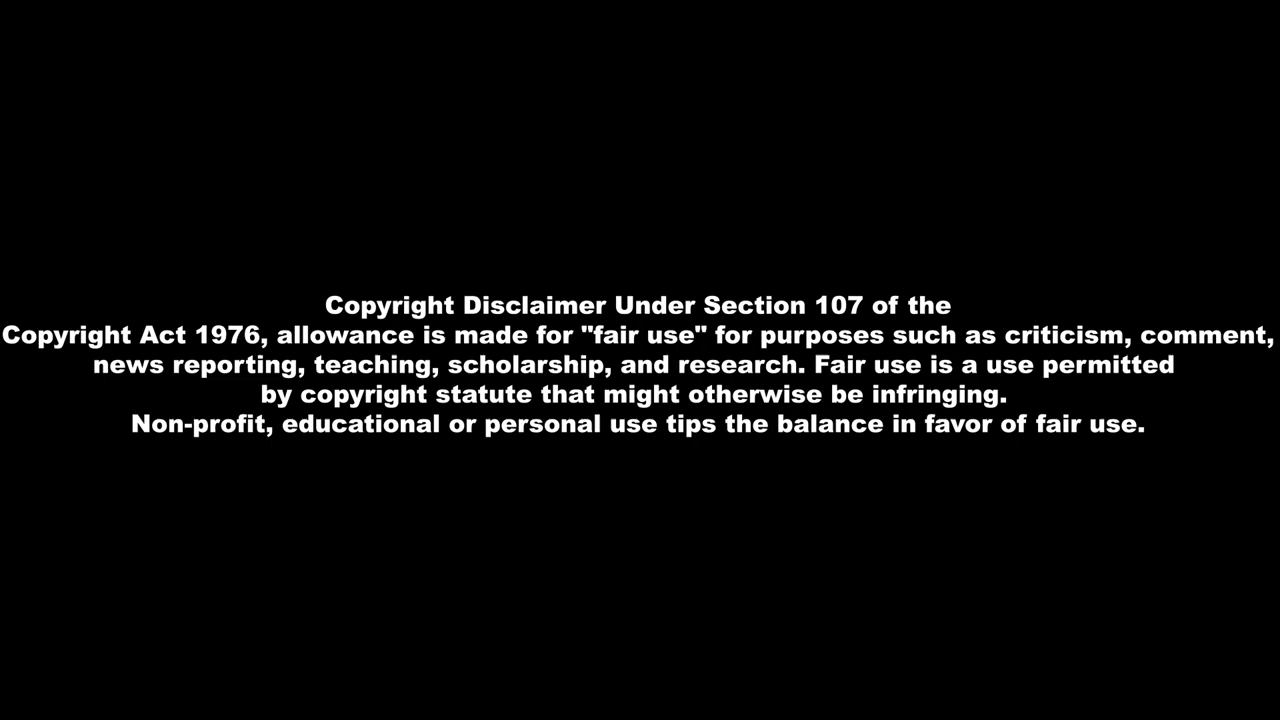 Copyright Disclaimer Under Section 107 of the
Copyright Act 1976, allowance is made for "fair use" for purposes such as criticism, comment,
news reporting, teaching, scholarship, and research. Fair use is a use permitted
by copyright statute that might otherwise be infringing.
Non-profit, educational or personal use tips the balance in favor of fair use.